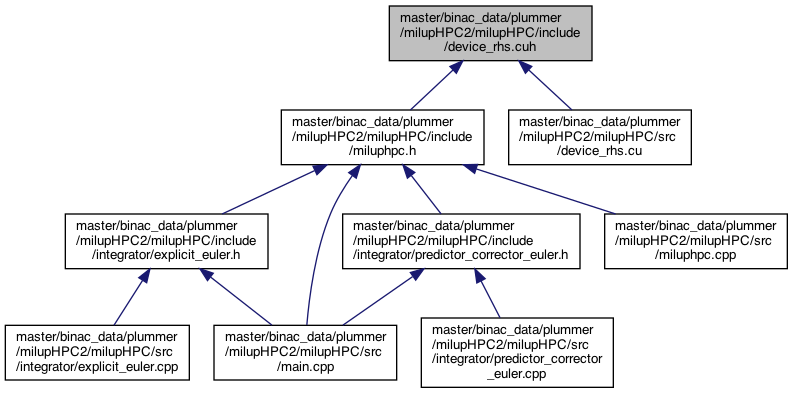 master/binac_data/plummer
/milupHPC2/milupHPC/include
/device_rhs.cuh
master/binac_data/plummer
/milupHPC2/milupHPC/include
/miluphpc.h
master/binac_data/plummer
/milupHPC2/milupHPC/src
/device_rhs.cu
master/binac_data/plummer
/milupHPC2/milupHPC/include
/integrator/explicit_euler.h
master/binac_data/plummer
/milupHPC2/milupHPC/include
/integrator/predictor_corrector_euler.h
master/binac_data/plummer
/milupHPC2/milupHPC/src
/miluphpc.cpp
master/binac_data/plummer
/milupHPC2/milupHPC/src
/integrator/explicit_euler.cpp
master/binac_data/plummer
/milupHPC2/milupHPC/src
/main.cpp
master/binac_data/plummer
/milupHPC2/milupHPC/src
/integrator/predictor_corrector
_euler.cpp